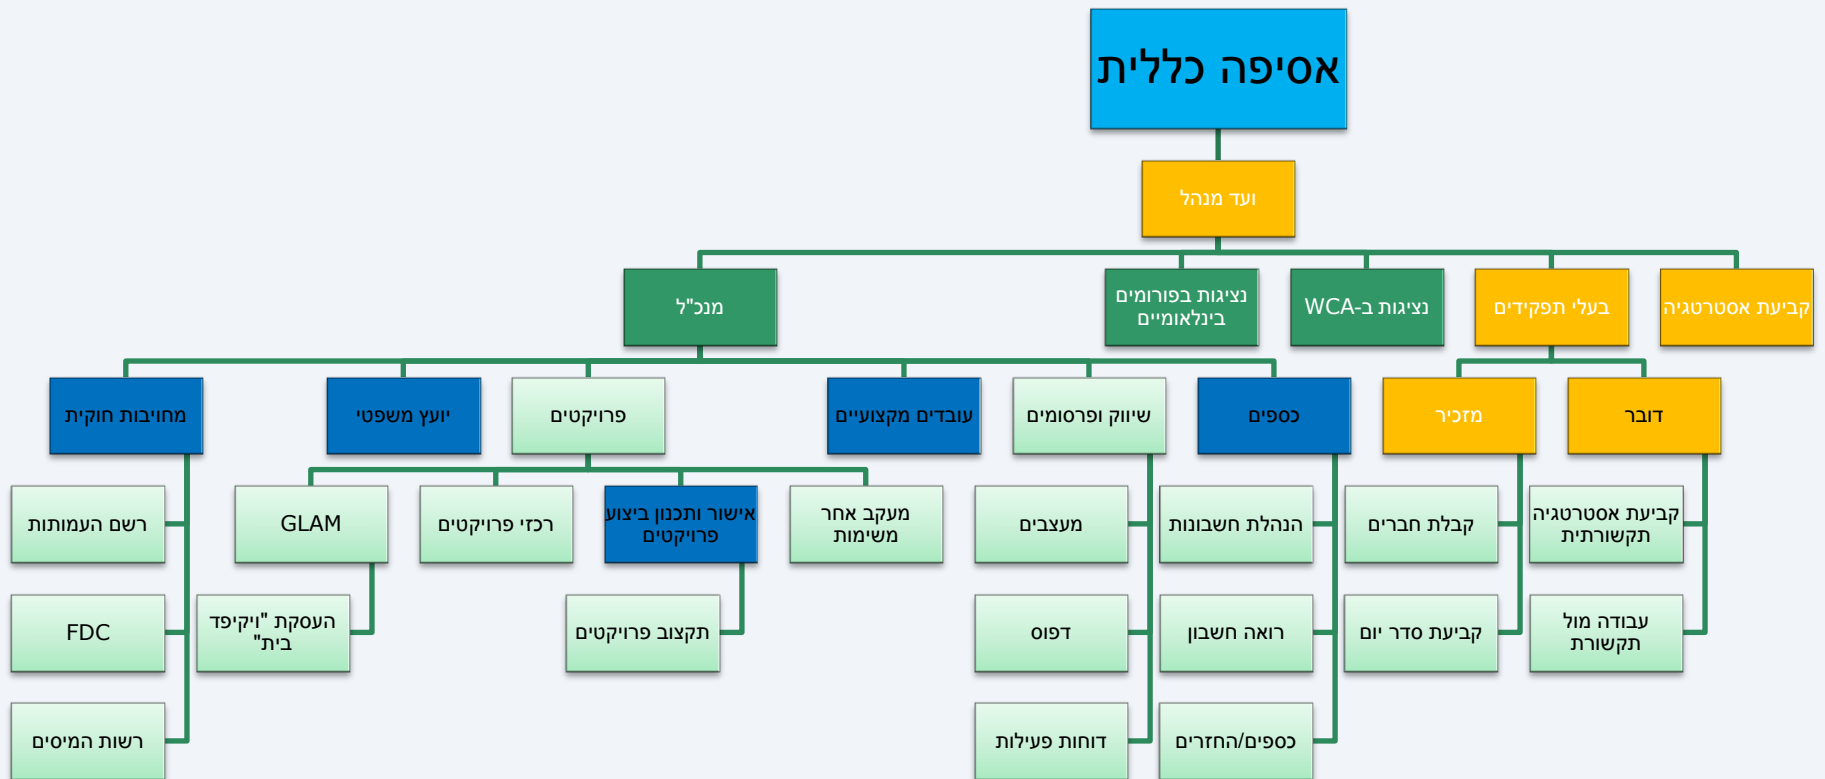 אסיפה כללית
ועד מנהל
קביעת אסטרטגיה
בעלי תפקידים
נציגות ב-WCA
נציגות בפורומים
בינלאומיים
מנכ"ל
דובר
מזכיר
כספים
שיווק ופרסומים
עובדים מקצועיים
פרויקטים
יועץ משפטי
מחויבות חוקית
קביעת אסטרטגיה
תקשורתית
קבלת חברים
הנהלת חשבונות
מעצבים
מעקב אחר
משימות
אישור ותכנון ביצוע
פרויקטים
רכזי פרויקטים
GLAM
רשם העמותות
עבודה מול
תקשורת
קביעת סדר יום
רואה חשבון
דפוס
תקצוב פרויקטים
העסקת "ויקיפד
בית"
FDC
כספים/החזרים
דוחות פעילות
רשות המיסים